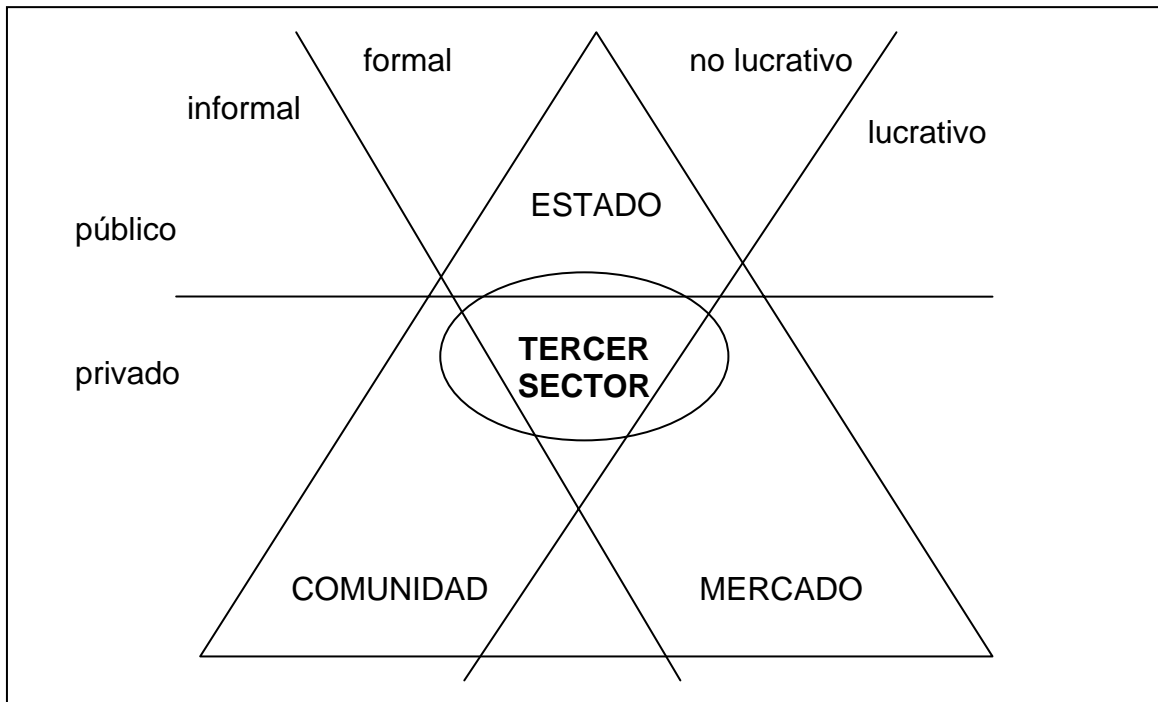 formal
no lucrativo
informal
lucrativo
ESTADO
público
TERCER
SECTOR
privado
COMUNIDAD
MERCADO